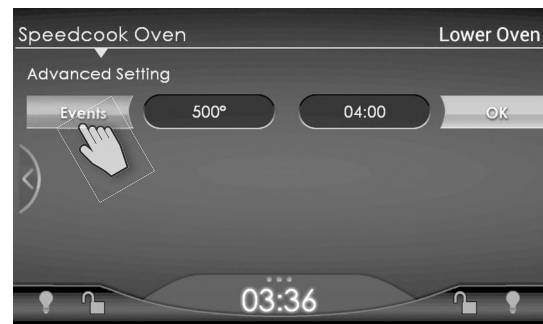 Speedcook Oven Lower Oven
Advanced Setting
Events 500° 04:00 OK
03:36